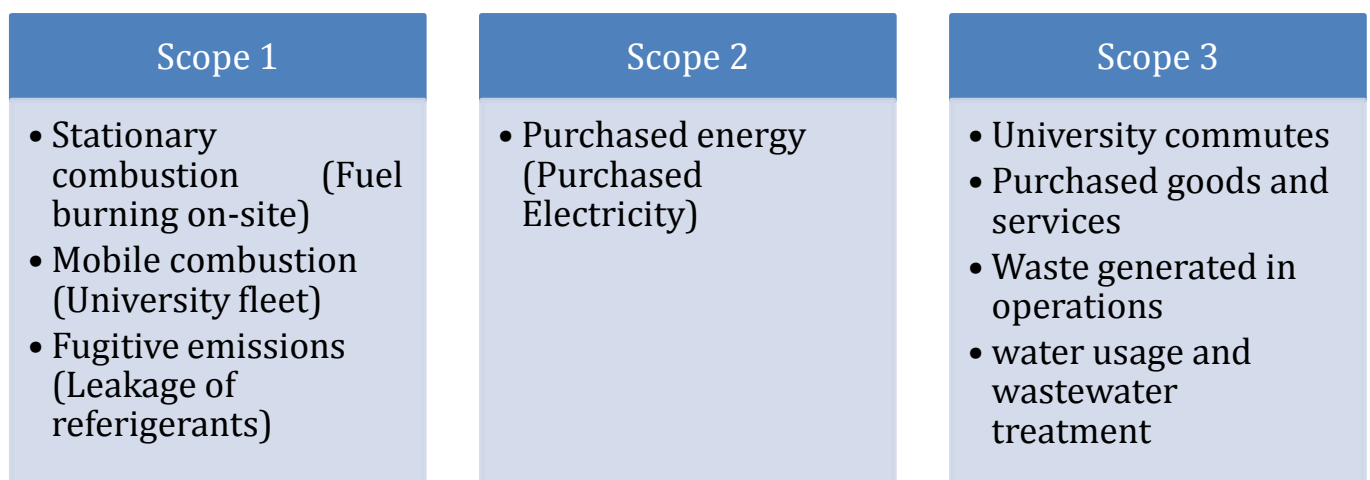 Scope 1
• Stationary
combustion (Fuel
burning on-site)
• Mobile combustion
(University fleet)
• Fugitive emissions
(Leakage of
referigerants)
Scope 2
• Purchased energy
(Purchased
Electricity)
Scope 3
• University commutes
• Purchased goods and
services
• Waste generated in
operations
• water usage and
wastewater
treatment